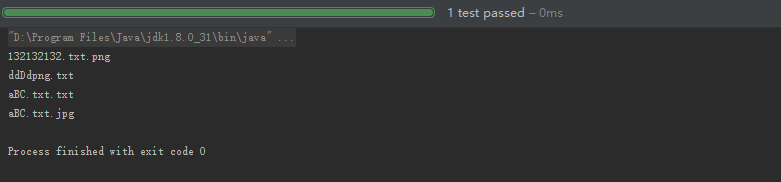 1 test passed – 0ms
"D:\Program Files\Java\jdk1.8.0_31\bin\java" ...
132132132.txt.png
ddDdpng.txt
aBC.txt.txt
aBC.txt.jpg
Process finished with exit code 0